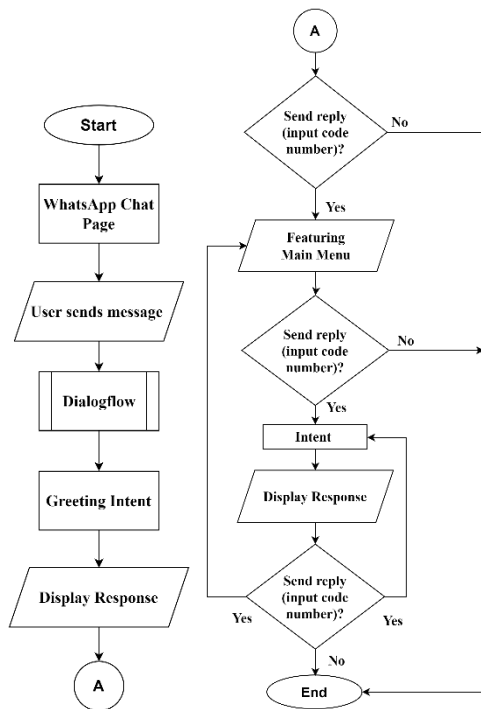 Start
WhatsApp Chat
Page
User sends message
Dialogflow
Greeting Intent
Display Response
A
A
Send reply
(input code
number)?
No
Yes
Featuring
Main Menu
Send reply
(input code
number)?
No
Yes
Intent
Display Response
Send reply
(input code
number)?
Yes
Yes
No
End